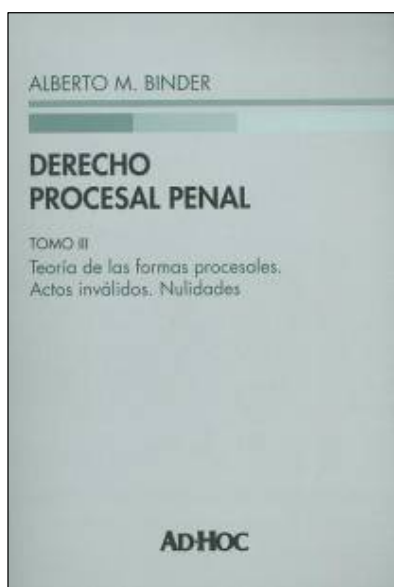 ALBERTO M. BINDER
DERECHO
PROCESAL PENAL
TOMO III
Teoría de las formas procesales.
Actos inválidos. Nulidades
AD-HOC